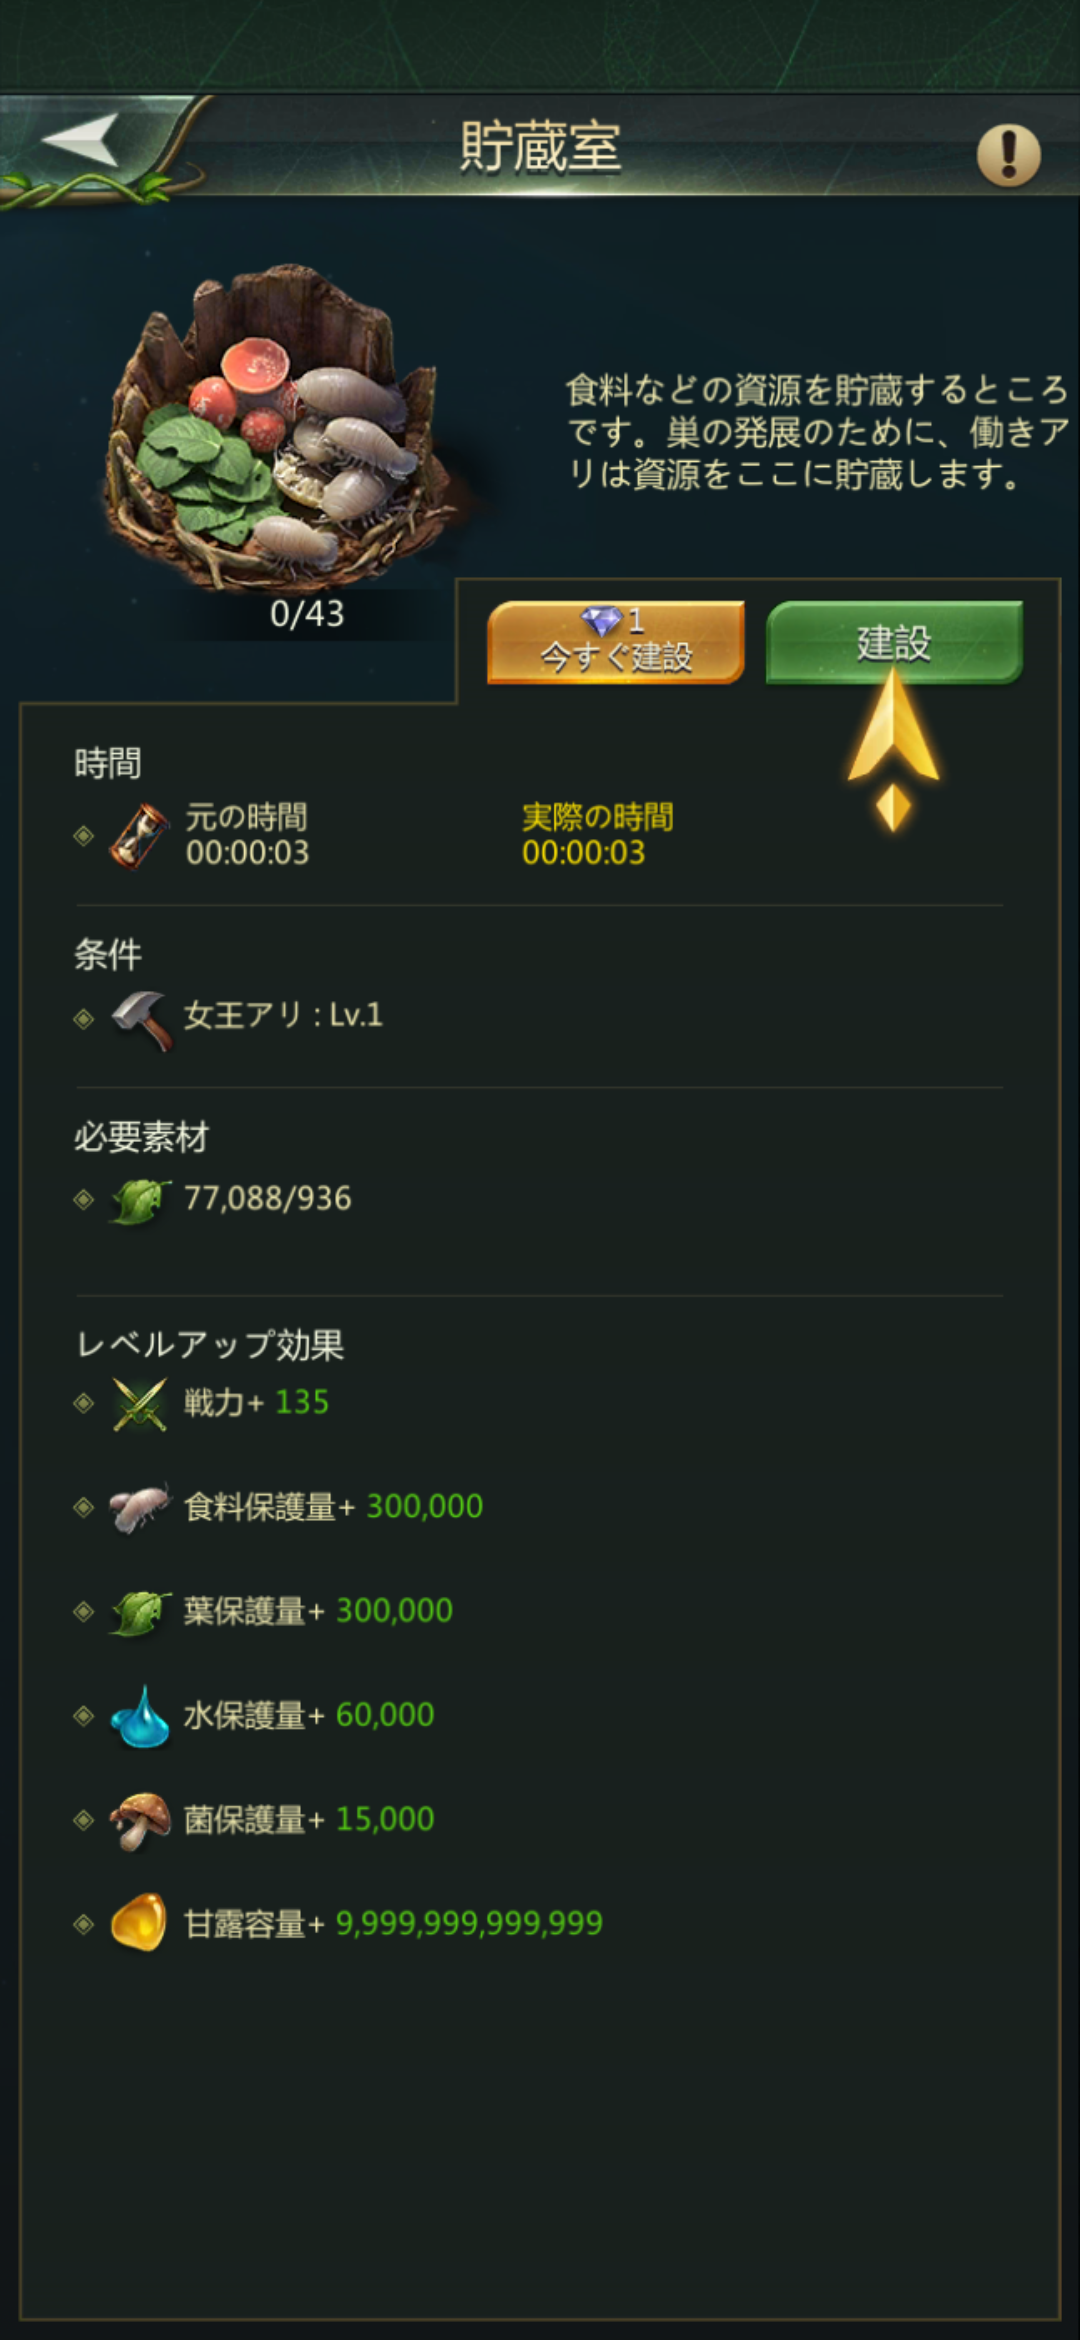 貯蔵室
食料などの資源を貯蔵するところ
です。巣の発展のために、働きア
リは資源をここに貯蔵します。
0/43
1
今すぐ建設
建設
時間
元の時間
00:00:03
実際の時間
00:00:03
条件
女王アリ : Lv.1
必要素材
77,088/936
レベルアップ効果
戦力+ 135
食料保護量+ 300,000
葉保護量+ 300,000
水保護量+ 60,000
菌保護量+ 15,000
甘露容量+ 9,999,999,999,999